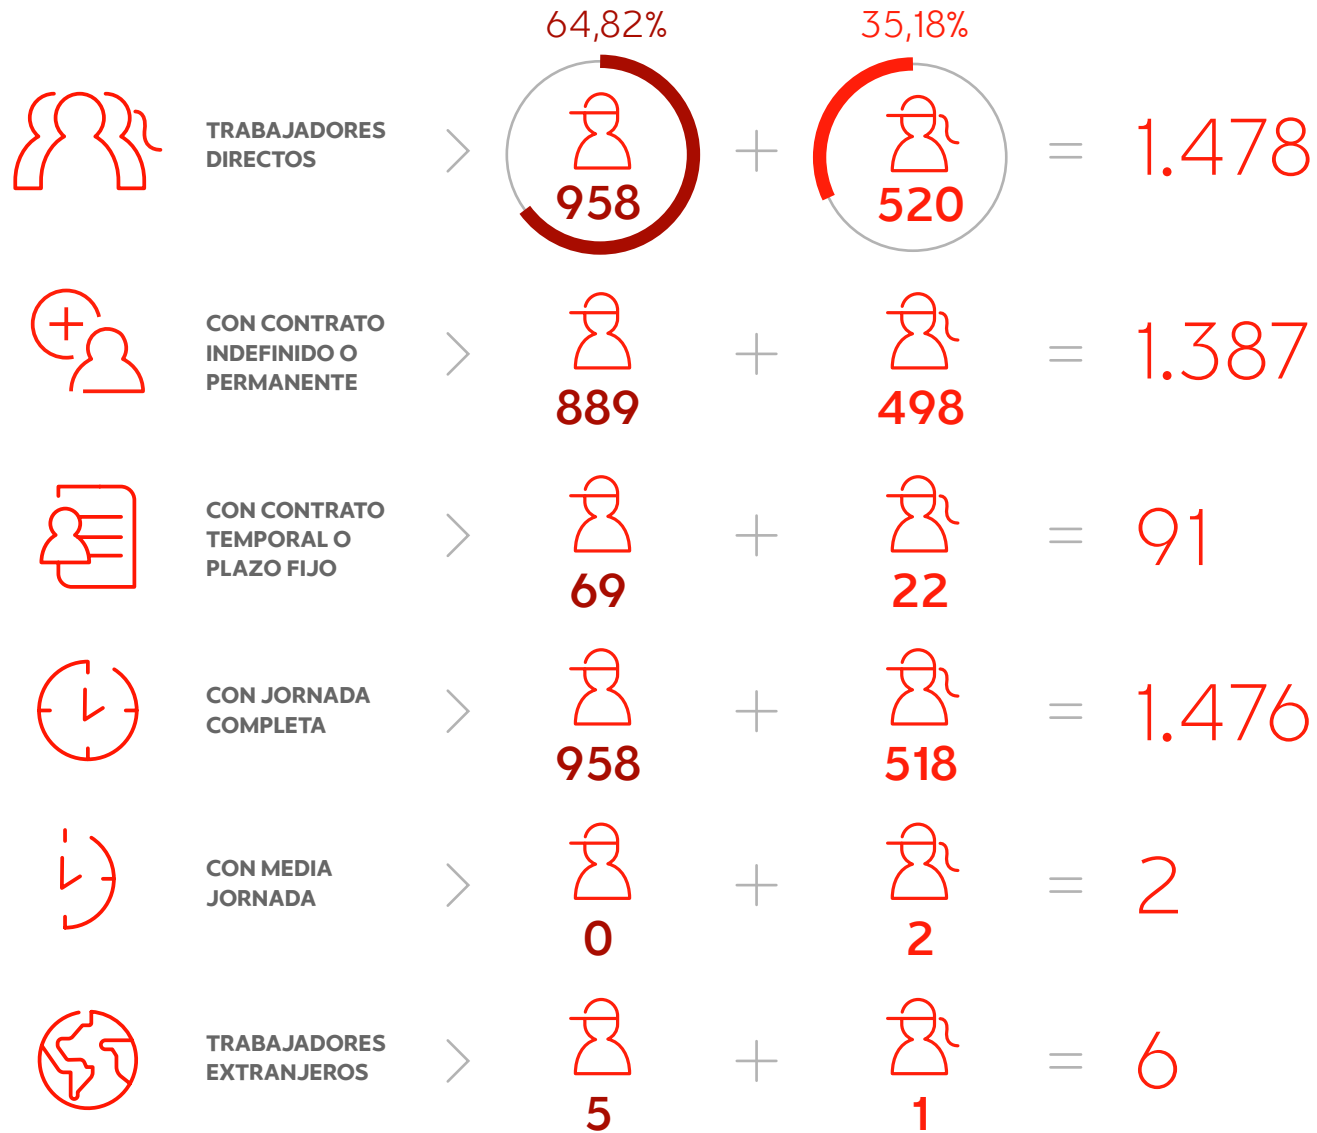 64,82%
35,18%
TRABAJADORES
DIRECTOS
>
958
+
520
=
1.478
CON CONTRATO
INDEFINIDO O
PERMANENTE
>
889
+
498
=
1.387
CON CONTRATO
TEMPORAL O
PLAZO FIJO
>
69
+
22
=
91
CON JORNADA
COMPLETA
>
958
+
518
=
1.476
CON MEDIA
JORNADA
>
0
+
2
=
2
TRABAJADORES
EXTRANJEROS
>
5
+
1
=
6